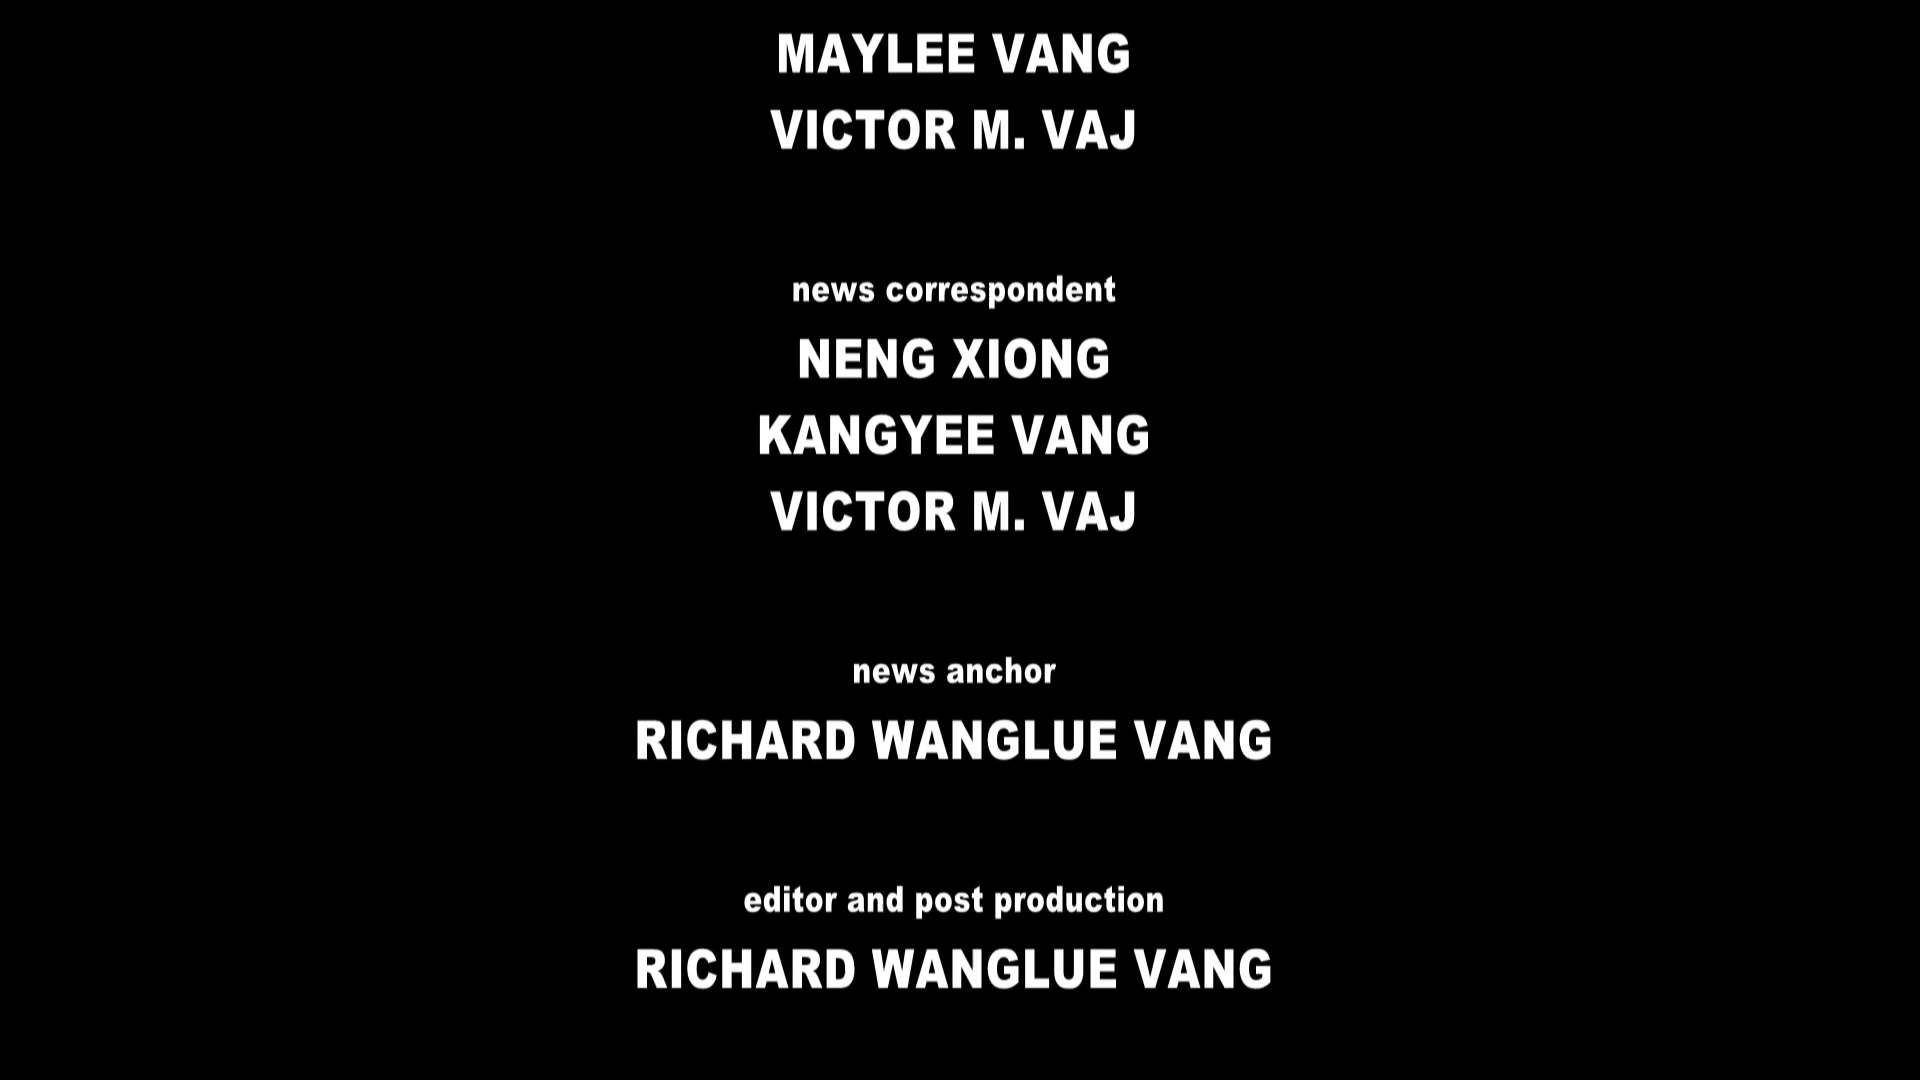 MAYLEE VANG
VICTOR M. VAJ
news correspondent
NENG XIONG
KANGYEE VANG
VICTOR M. VAJ
news anchor
RICHARD WANGLUE VANG
editor and post production
RICHARD WANGLUE VANG